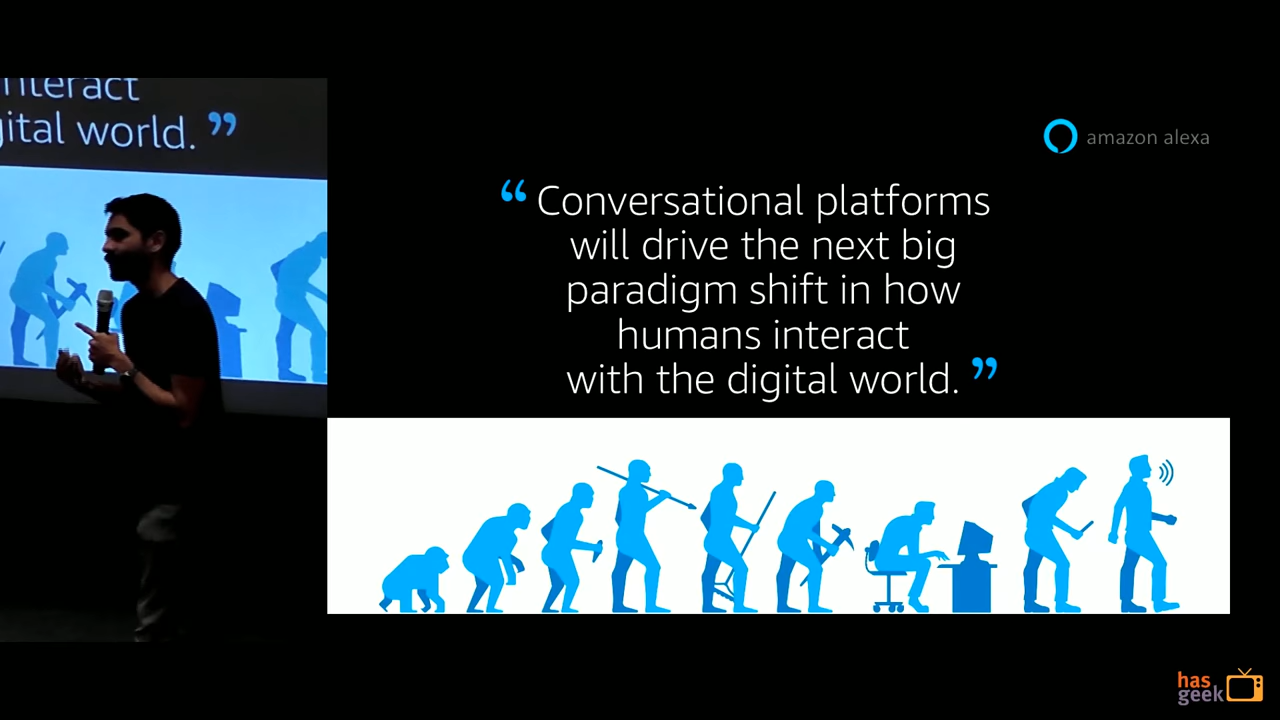 nteract
gital world. ”
amazon alexa
“ Conversational platforms
will drive the next big
paradigm shift in how
humans interact
with the digital world. ”
has
geek